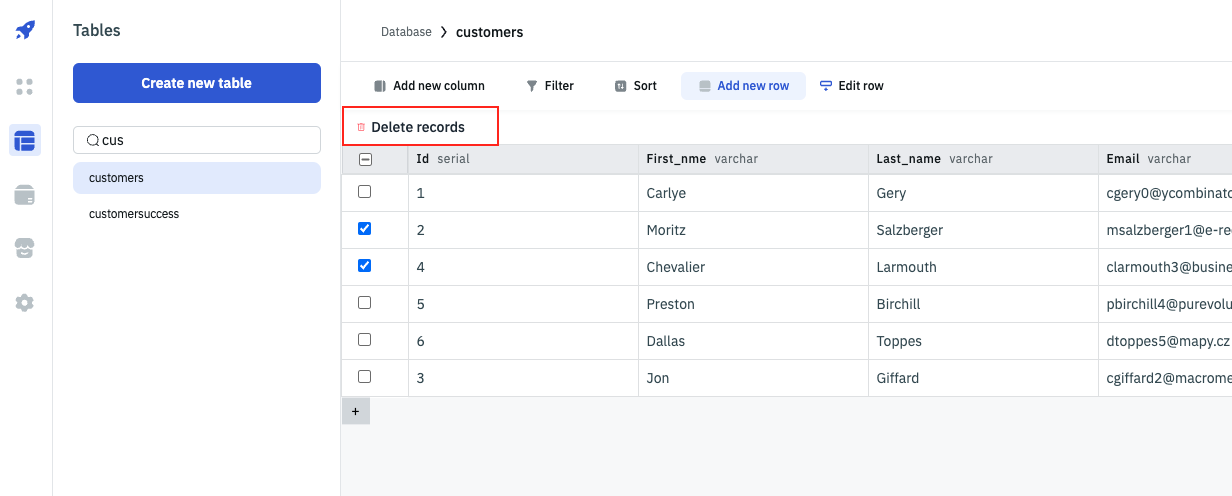 Tables
Create new table
cus
customers
customersuccess
Database customers
Add new column Filter Sort Add new row Edit row
Delete records
Id serial First_nme varchar Last_name varchar Email varchar
1 Carlye Gery cgery0@ycombinato
2 Moritz Salzberger msalzberger1@e-re
4 Chevalier Larmouth clarmouth3@busine
5 Preston Birchill pbirchill4@purevolu
6 Dallas Toppes dtoppes5@mapy.cz
3 Jon Giffard cgiffard2@macrome
+